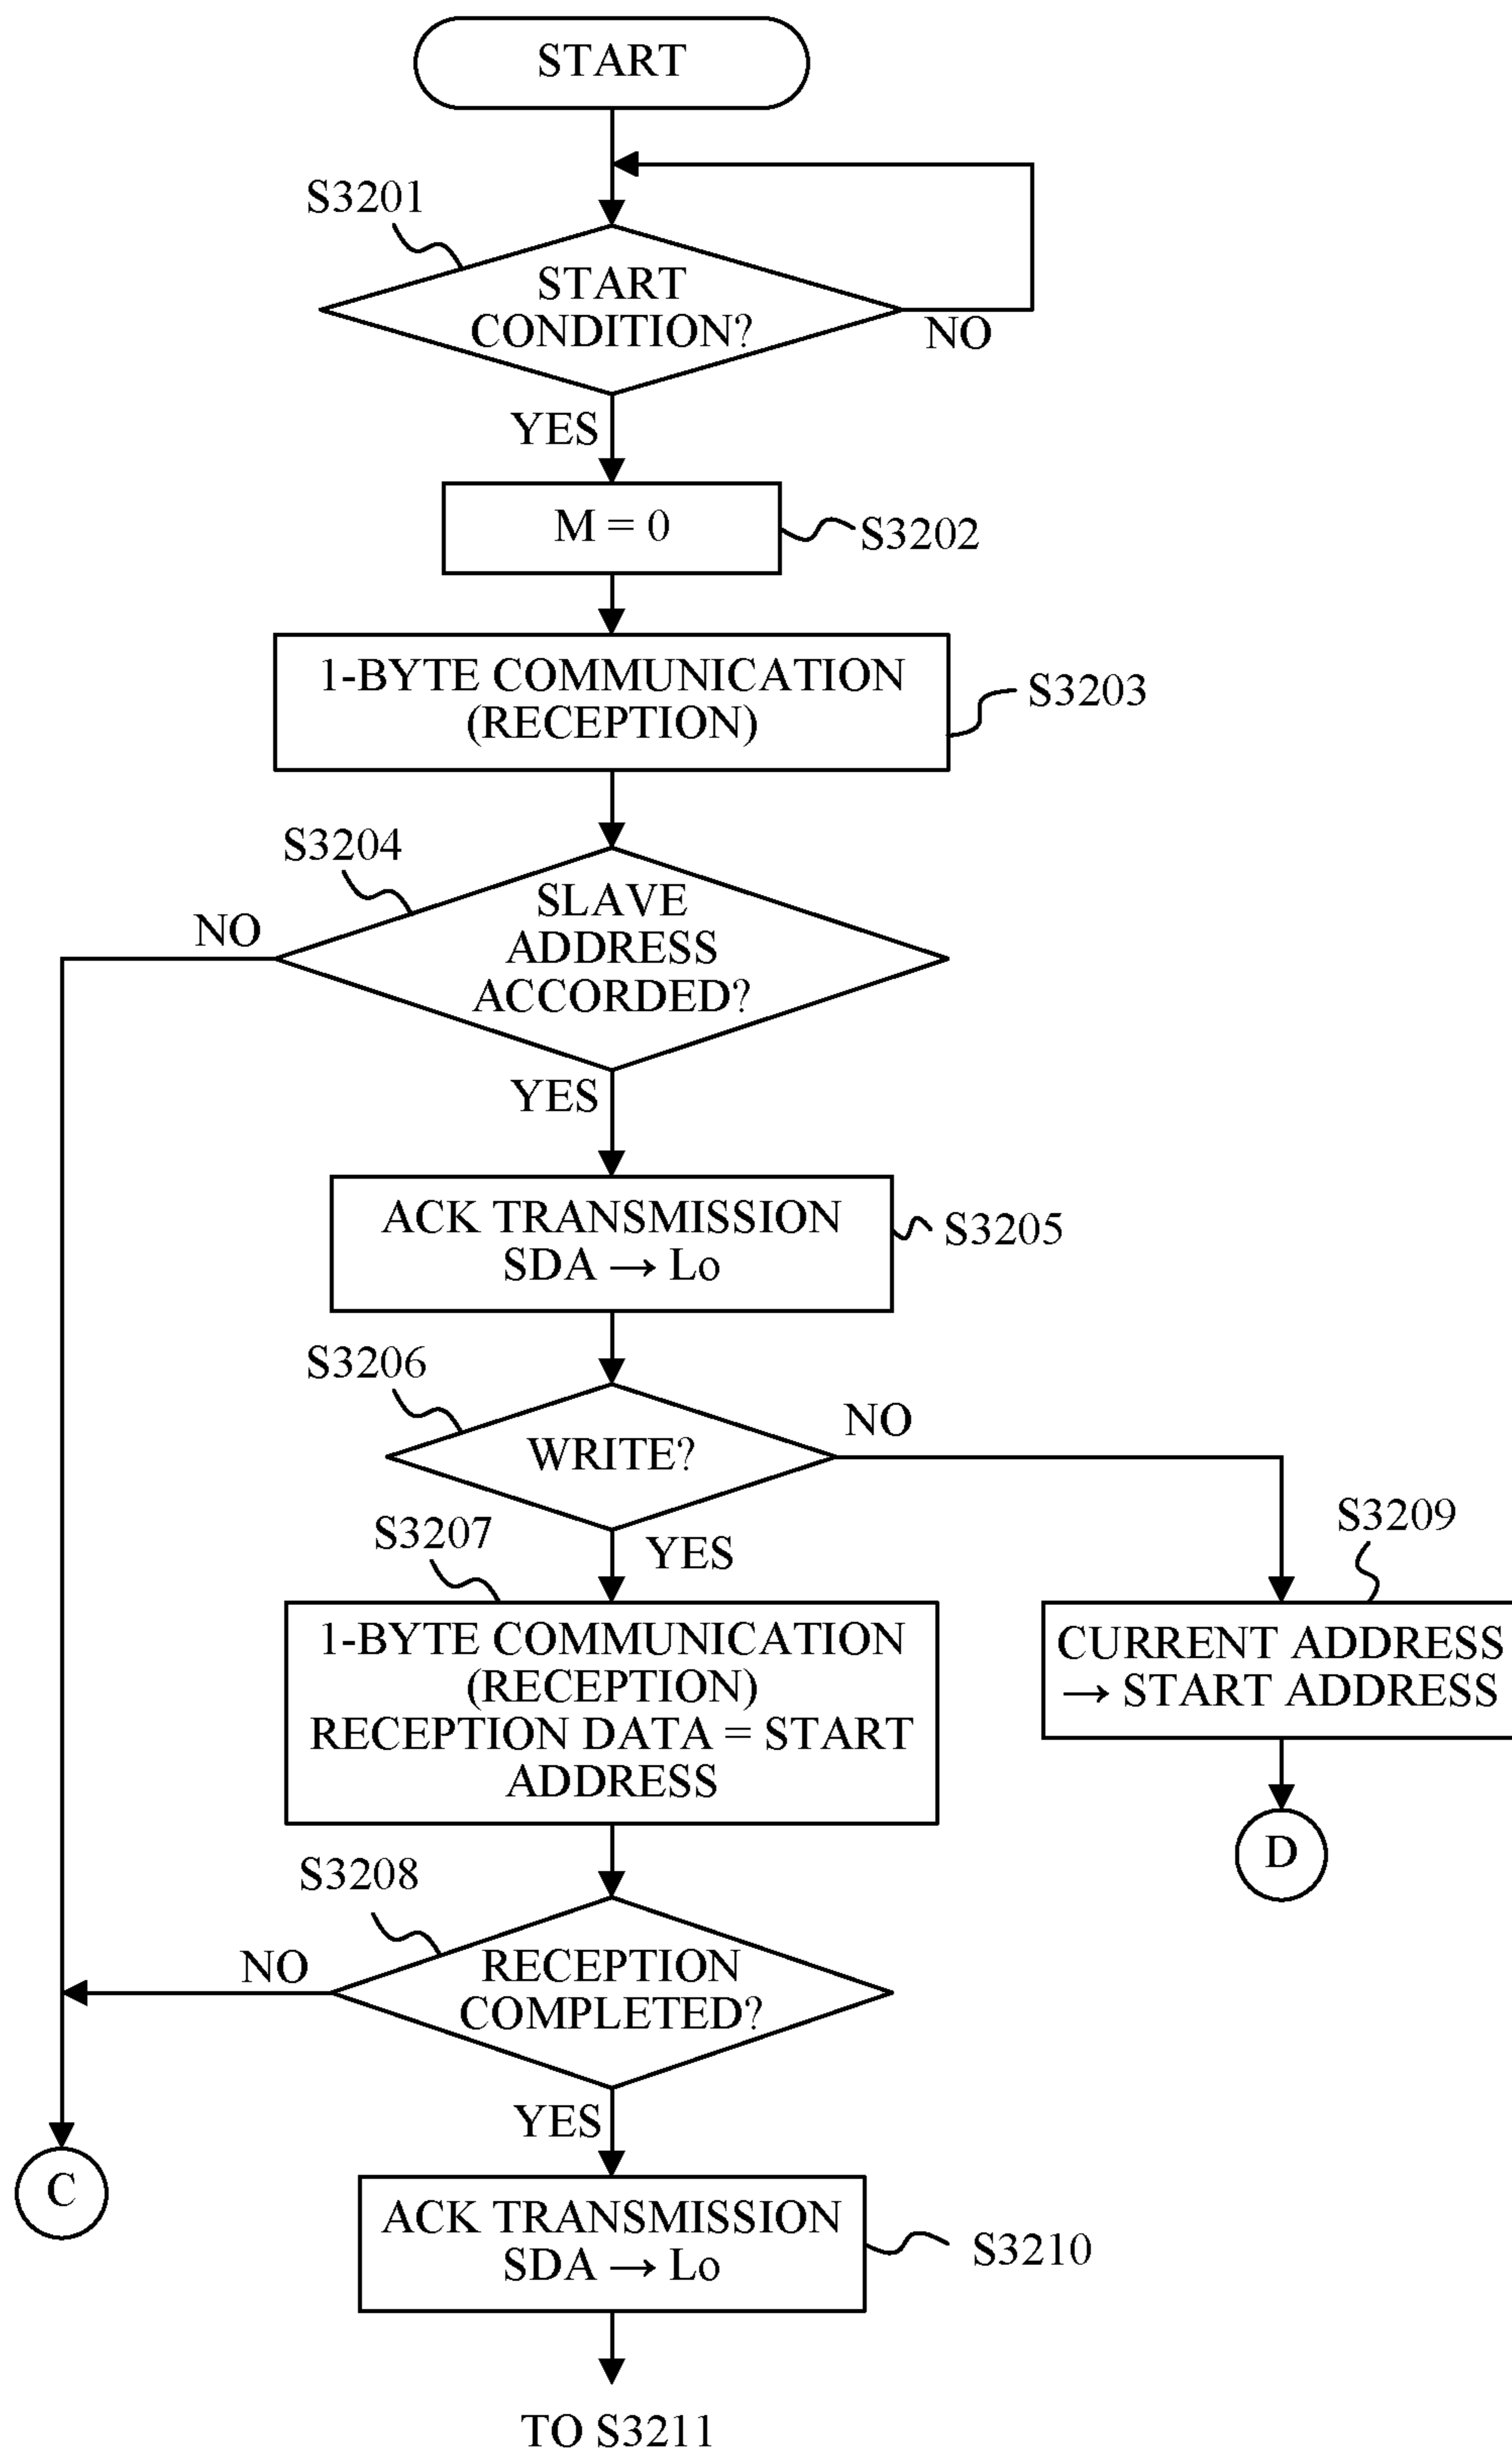 START
S3201
START
CONDITION?
NO
YES
M = 0
S3202
1-BYTE COMMUNICATION
(RECEPTION)
S3203
S3204
NO
SLAVE
ADDRESS
ACCORDED?
YES
ACK TRANSMISSION
SDA → Lo
S3205
S3206
WRITE?
NO
S3207
YES
S3209
1-BYTE COMMUNICATION
(RECEPTION)
RECEPTION DATA = START
ADDRESS
CURRENT ADDRESS
→ START ADDRESS
D
S3208
NO
RECEPTION
COMPLETED?
YES
C
ACK TRANSMISSION
SDA → Lo
S3210
TO S3211